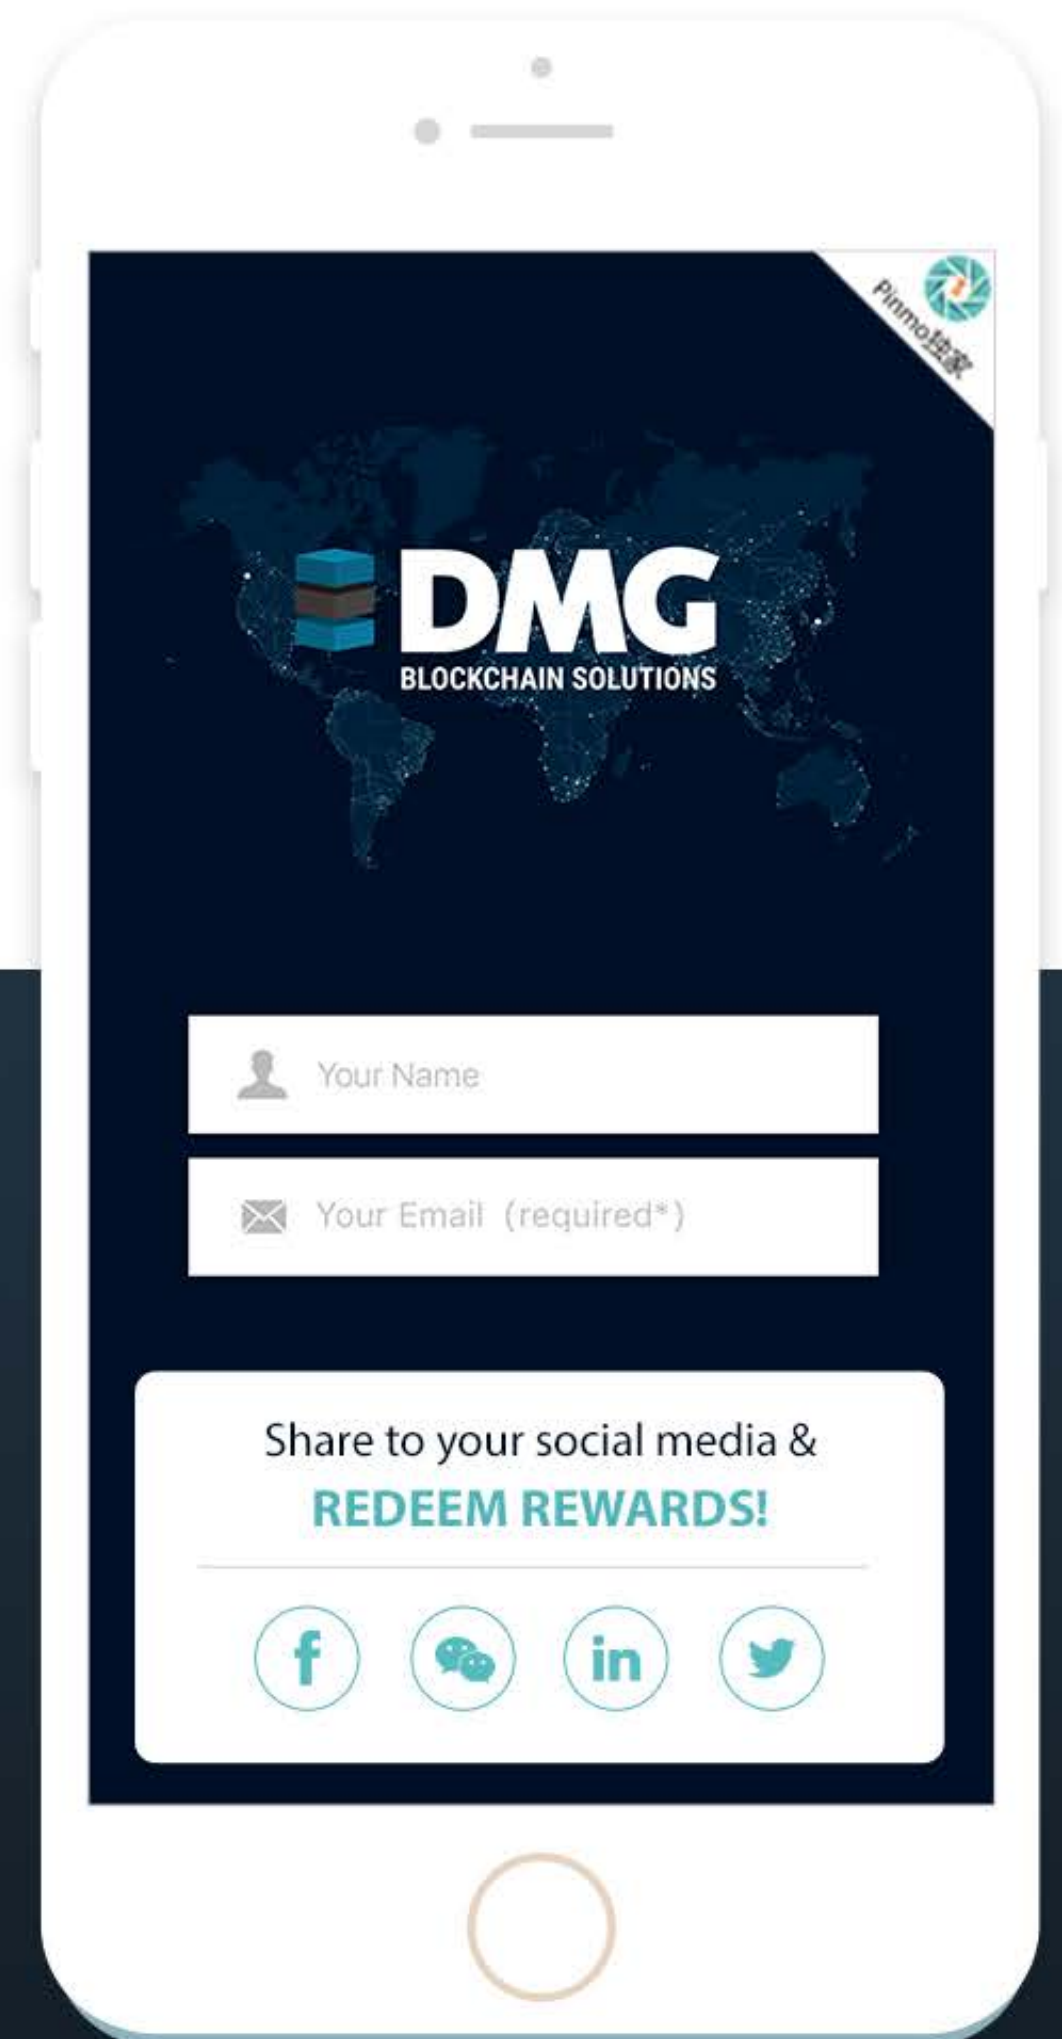 Pinmo独家
DMG
BLOCKCHAIN SOLUTIONS
Your Name
Your Email (required*)
Share to your social media &
REDEEM REWARDS!
f
in